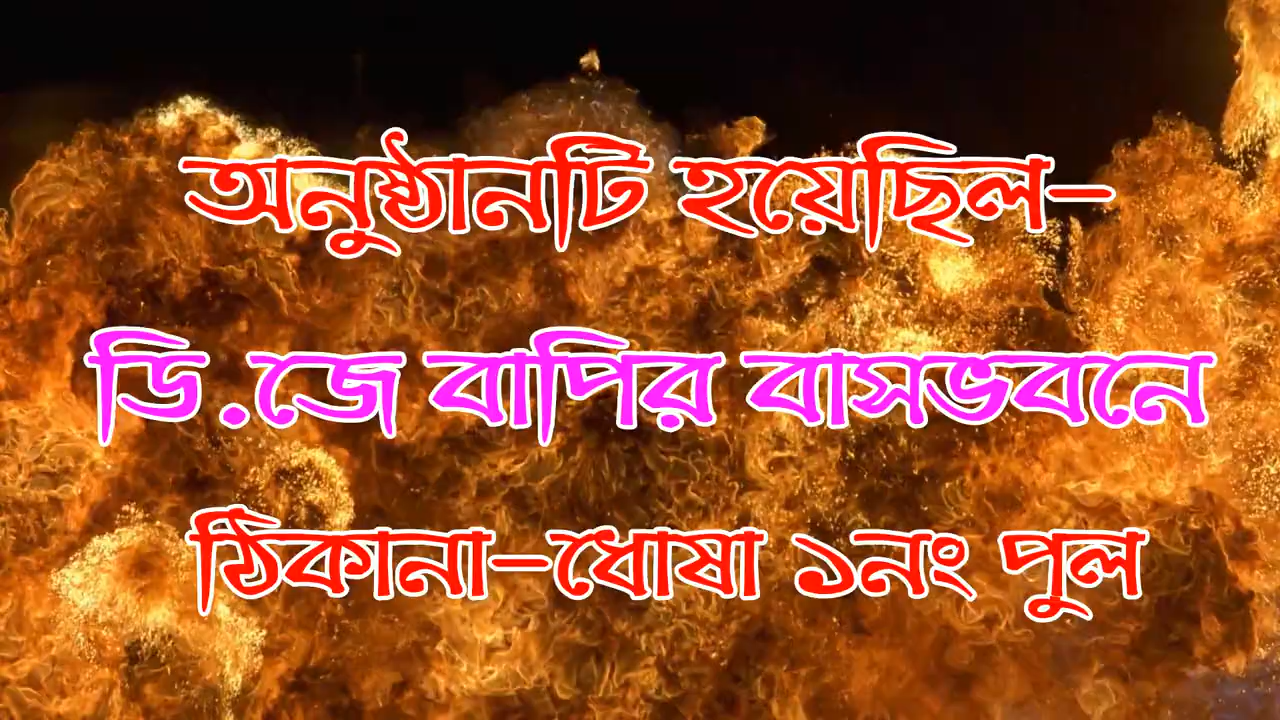 অনুষ্ঠানটি হয়েছিল-
ডি.জে বাপির বাসভবনে
ঠিকানা-ধোষা ১নং পুল